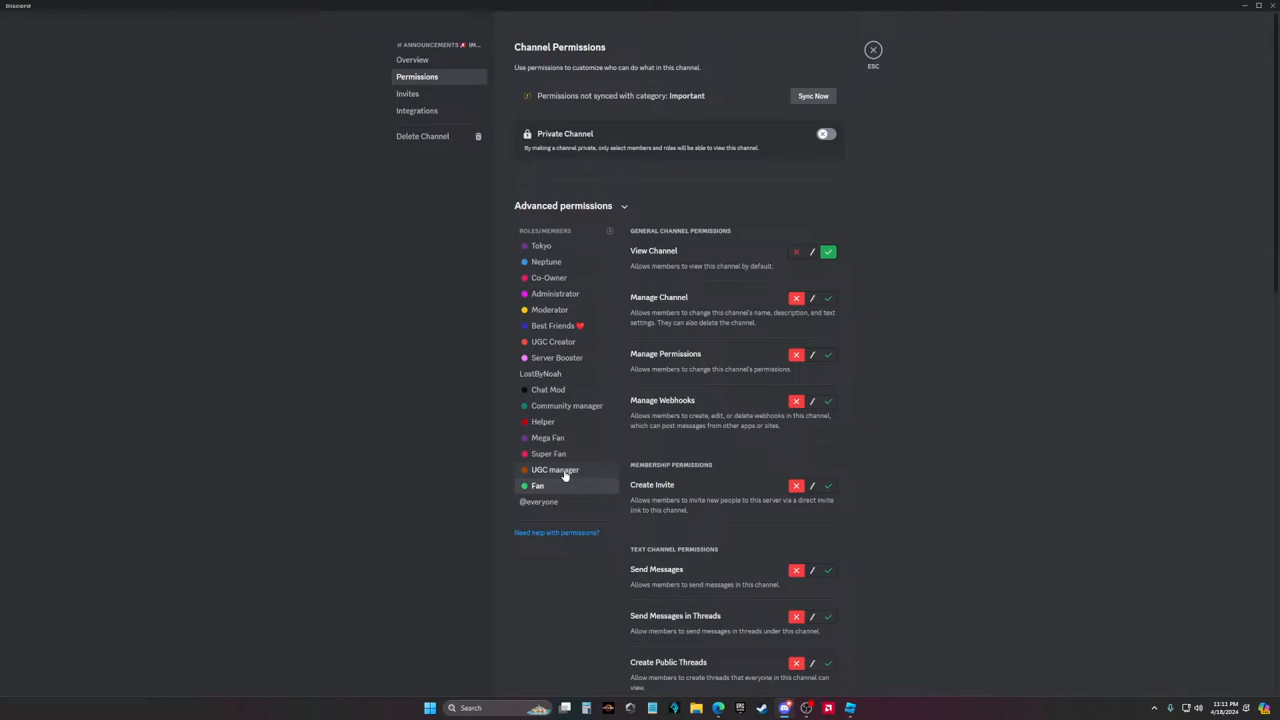 Discord
# ANNOUNCEMENTS IM...
Overview
Permissions
Invites
Integrations
Delete Channel
Channel Permissions
ESC
Use permissions to customize who can do what in this channel.
Permissions not synced with category: Important
Sync Now
Private Channel
By making a channel private, only select members and roles will be able to view this channel.
Advanced permissions
ROLES/MEMBERS
Tokyo
Neptune
Co-Owner
Administrator
Moderator
Best Friends ❤️
UGC Creator
Server Booster
LostByNoah
Chat Mod
Community manager
Helper
Mega Fan
Super Fan
UGC manager
Fan
@everyone
Need help with permissions?
GENERAL CHANNEL PERMISSIONS
View Channel
Allows members to view this channel by default.
Manage Channel
Allows members to change this channel's name, description, and text
settings. They can also delete the channel.
Manage Permissions
Allows members to change this channel's permissions.
Manage Webhooks
Allows members to create, edit, or delete webhooks in this channel,
which can post messages from other apps or sites.
MEMBERSHIP PERMISSIONS
Create Invite
Allows members to invite new people to this server via a direct invite
link to this channel.
TEXT CHANNEL PERMISSIONS
Send Messages
Allows members to send messages in this channel.
Send Messages in Threads
Allow members to send messages in threads under this channel.
Create Public Threads
Allow members to create threads that everyone in this channel can
view.
Search
11:11 PM
4/18/2024